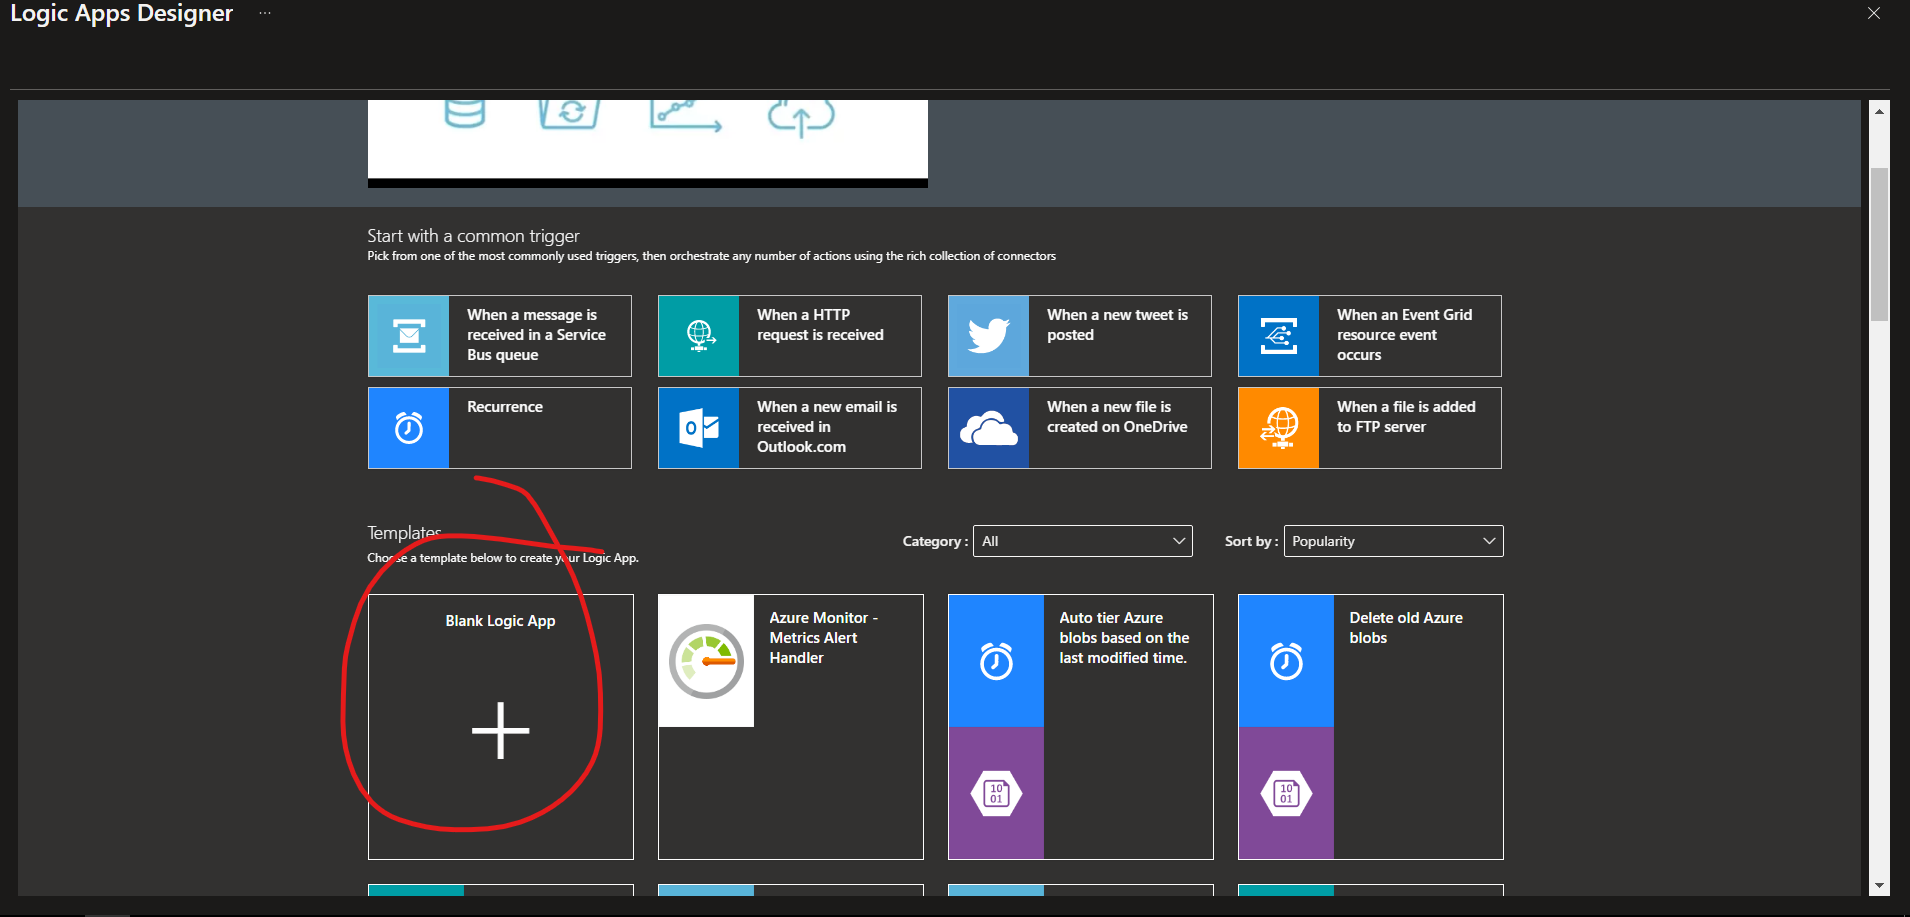 Logic Apps Designer ...
Start with a common trigger
Pick from one of the most commonly used triggers, then orchestrate any number of actions using the rich collection of connectors
When a message is
received in a Service
Bus queue
When a HTTP
request is received
When a new tweet is
posted
When an Event Grid
resource event
occurs
Recurrence
When a new email is
received in
Outlook.com
When a new file is
created on OneDrive
When a file is added
to FTP server
Templates
Choose a template below to create your Logic App.
Category : All
Sort by : Popularity
Blank Logic App
Azure Monitor -
Metrics Alert
Handler
Auto tier Azure
blobs based on the
last modified time.
10
01
Delete old Azure
blobs
10
01